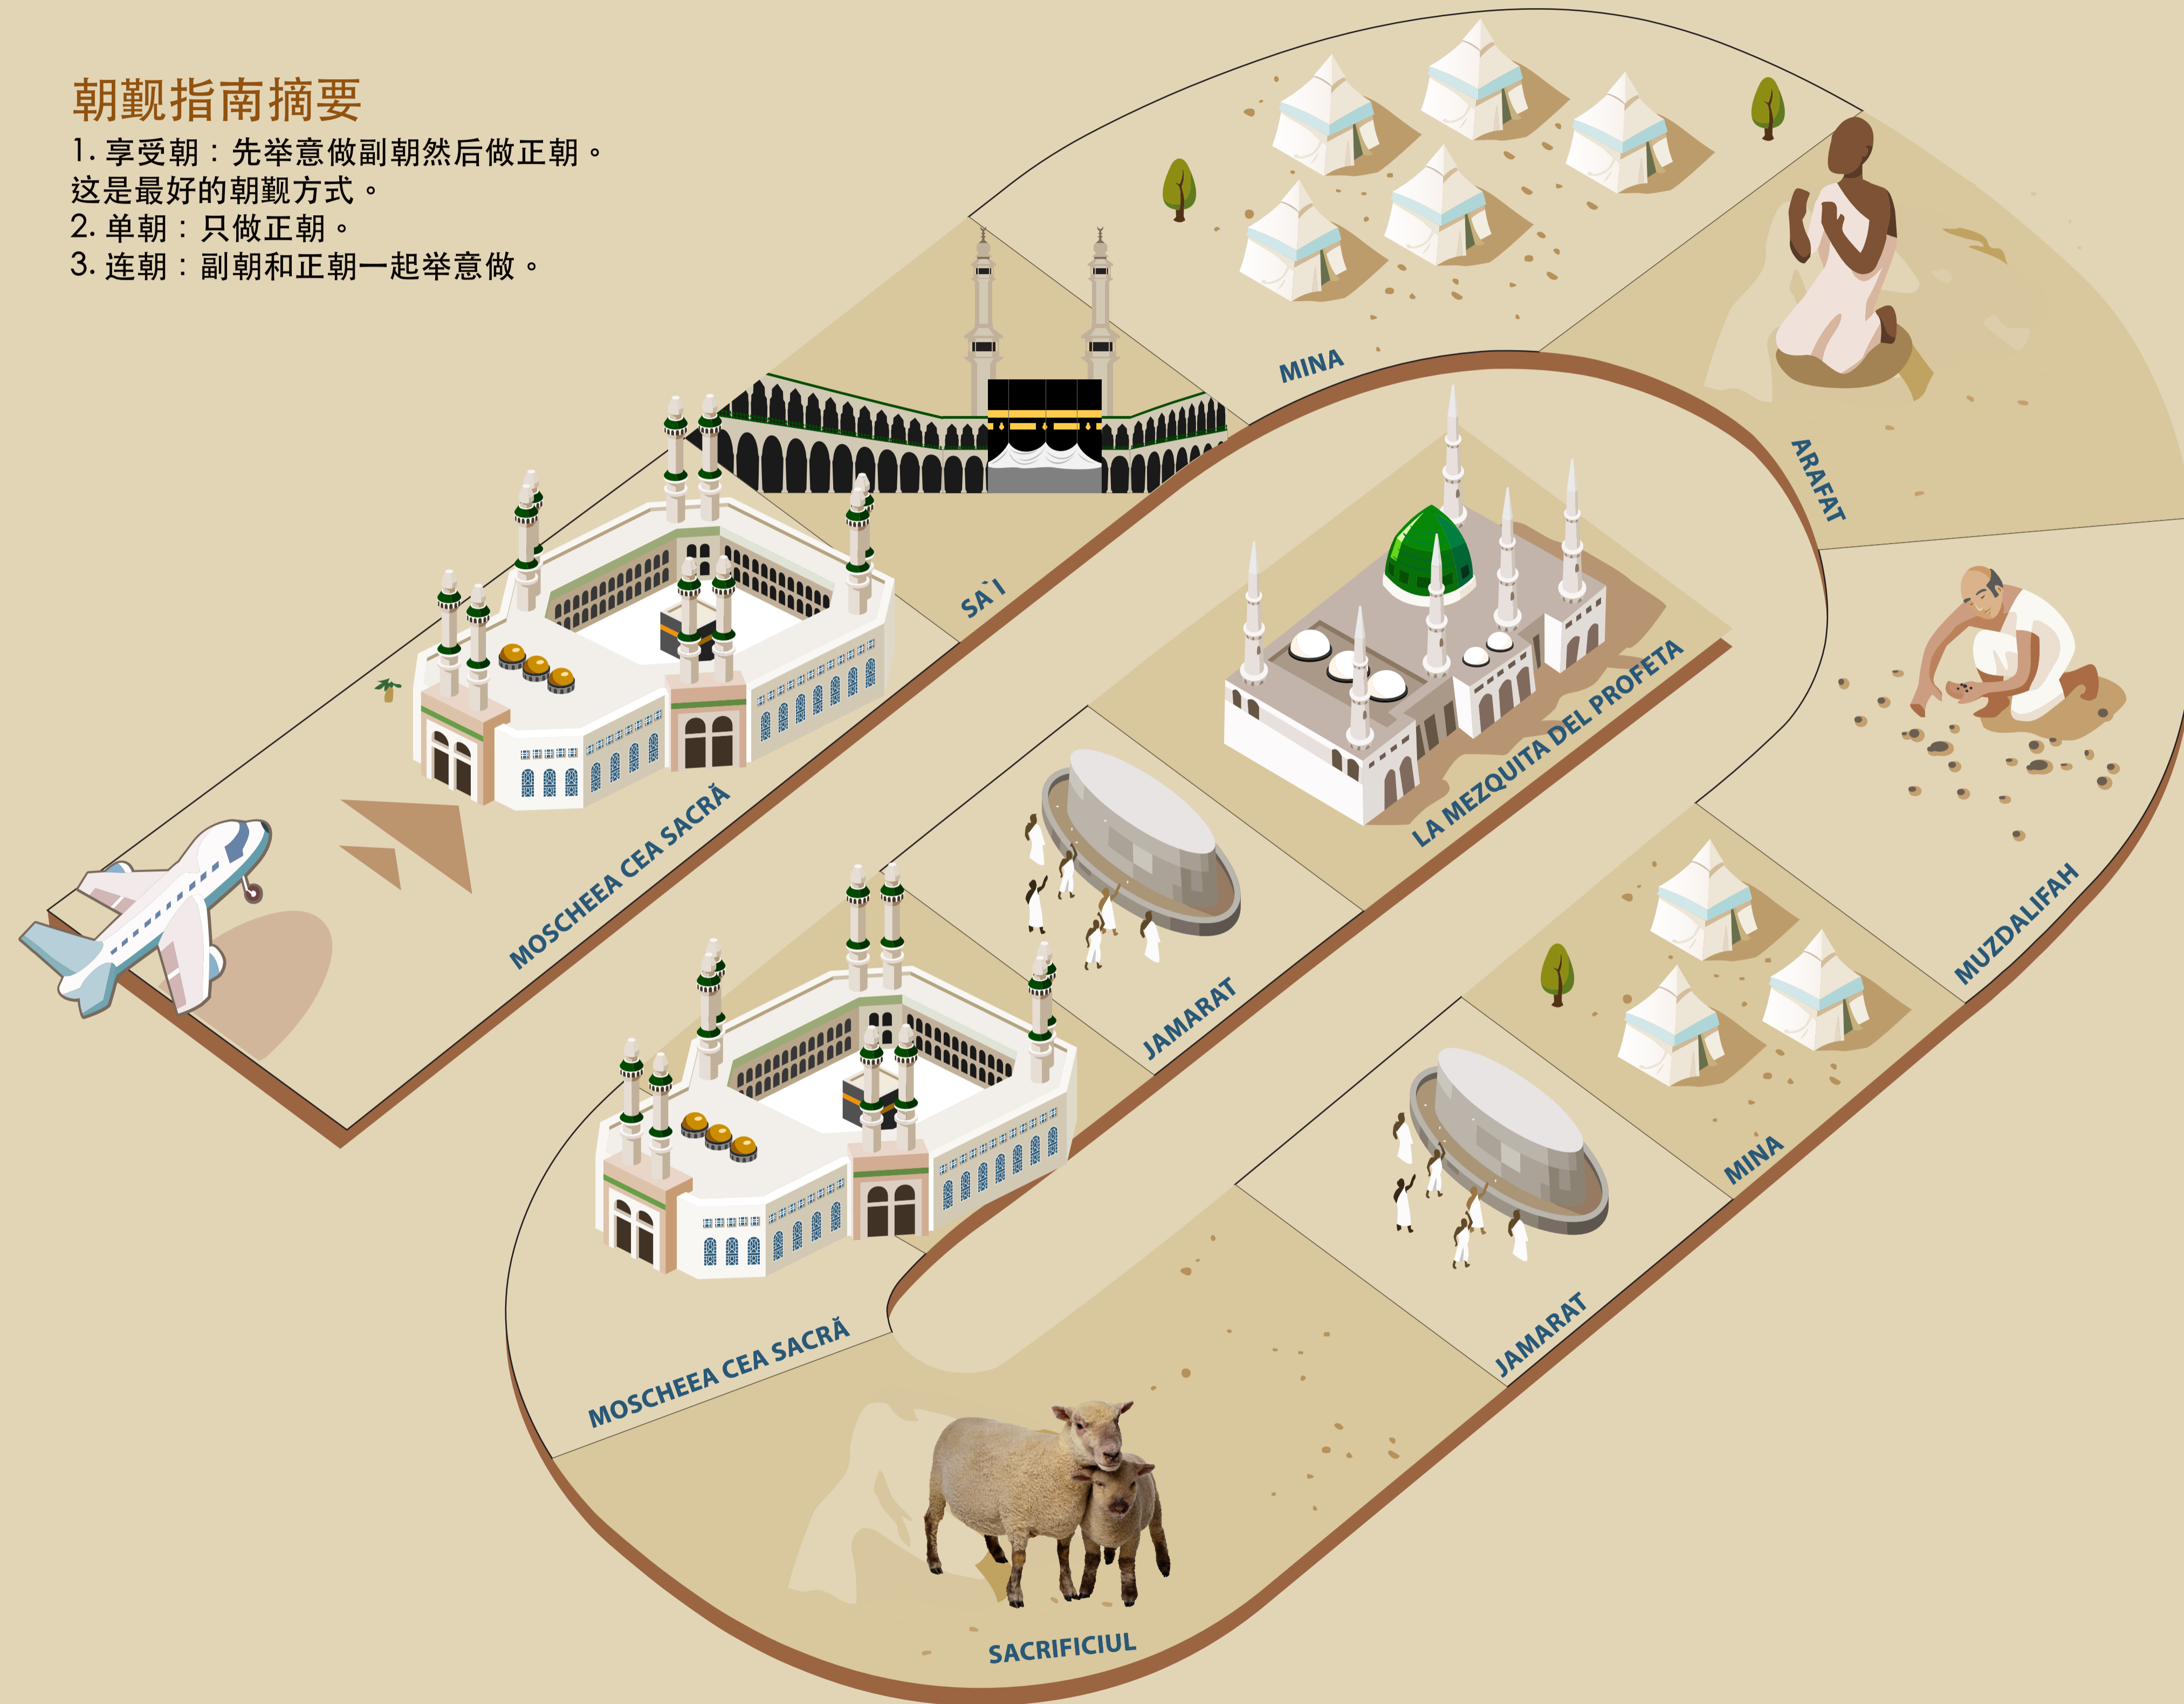 朝觐指南摘要
1. 享受朝：先举意做副朝然后做正朝。
这是最好的朝觐方式。
2. 单朝：只做正朝。
3. 连朝：副朝和正朝一起举意做。
MOSCHEEA CEA SACRĂ
SA`I
MINA
ARAFAT
MUZDALIFAH
MINA
JAMARAT
SACRIFICIUL
MOSCHEEA CEA SACRĂ
JAMARAT
LA MEZQUITA DEL PROFETA